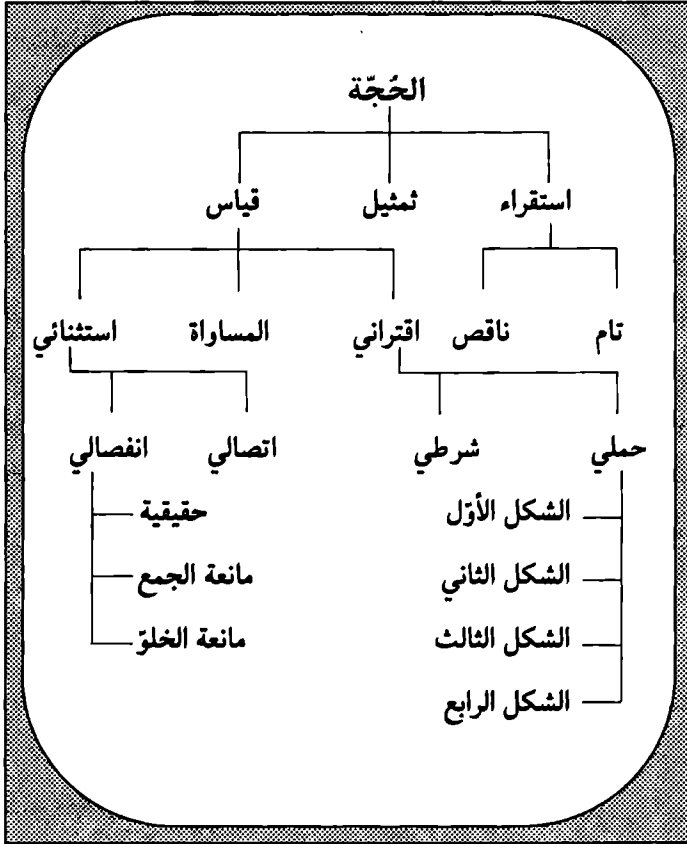 الحُجّة
استقراء ثمثيل قياس
تام ناقص اقتراني المساواة استثنائي
حملي شرطي اتصالي انفصالي
الشكل الأوّل حقيقية
الشكل الثاني مانعة الجمع
الشكل الثالث مانعة الخلوّ
الشكل الرابع